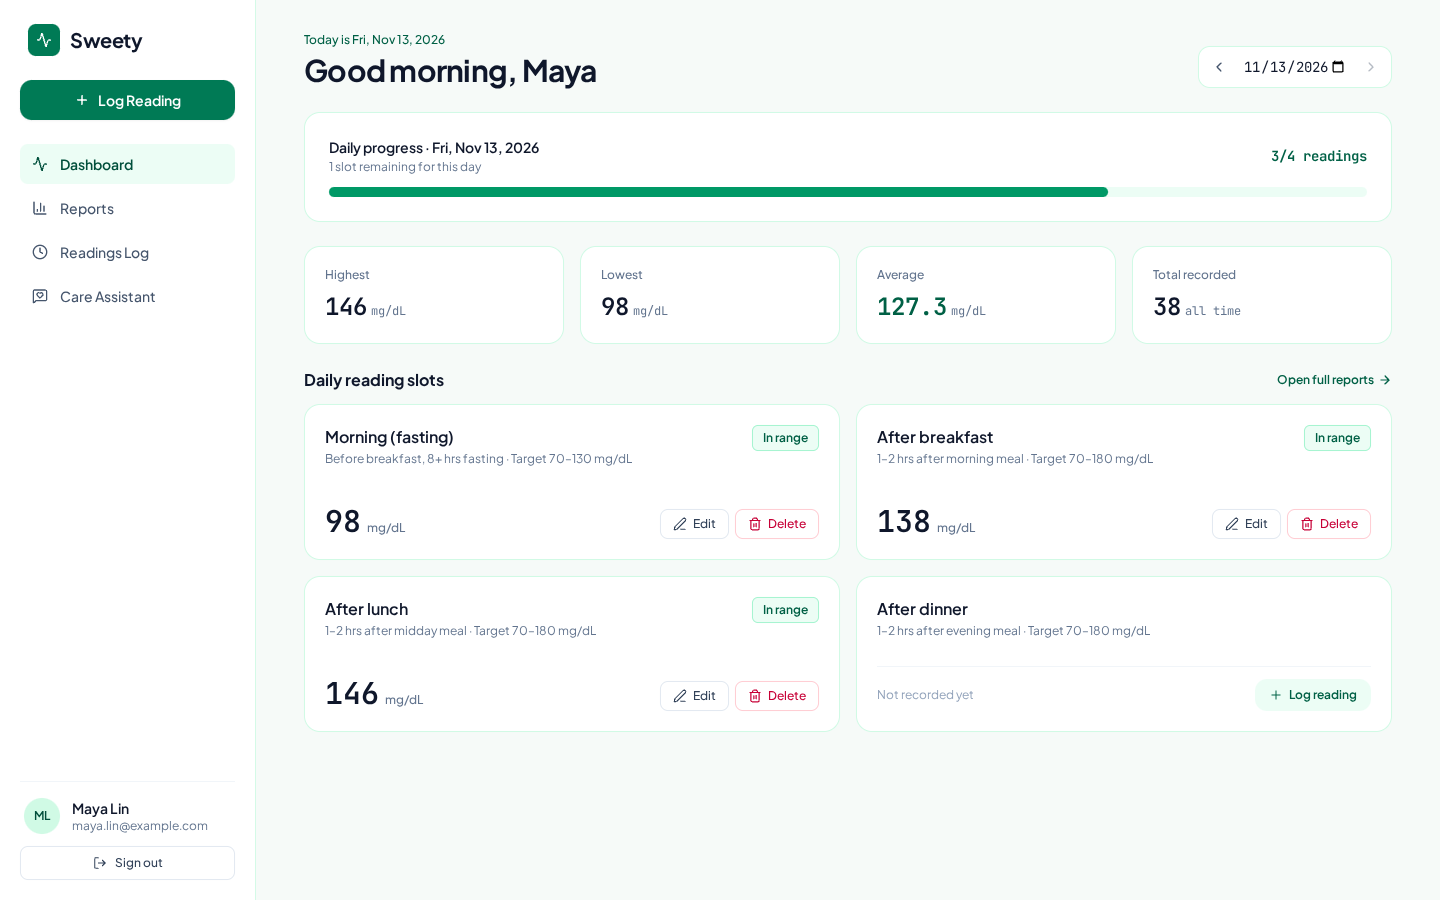 Sweety
Log Reading
Dashboard
Reports
Readings Log
Care Assistant
Maya Lin
ML
maya.lin@example.com
Sign out
Today is Fri, Nov 13, 2026
Good morning, Maya
11/13/2026
Daily progress · Fri, Nov 13, 2026
1 slot remaining for this day
3/4 readings
Highest
146 mg/dL
Lowest
98 mg/dL
Average
127.3 mg/dL
Total recorded
38 all time
Daily reading slots
Open full reports
Morning (fasting)
In range
Before breakfast, 8+ hrs fasting · Target 70–130 mg/dL
98 mg/dL
Edit
Delete
After breakfast
In range
1–2 hrs after morning meal · Target 70–180 mg/dL
138 mg/dL
Edit
Delete
After lunch
In range
1–2 hrs after midday meal · Target 70–180 mg/dL
146 mg/dL
Edit
Delete
After dinner
1–2 hrs after evening meal · Target 70–180 mg/dL
Not recorded yet
Log reading